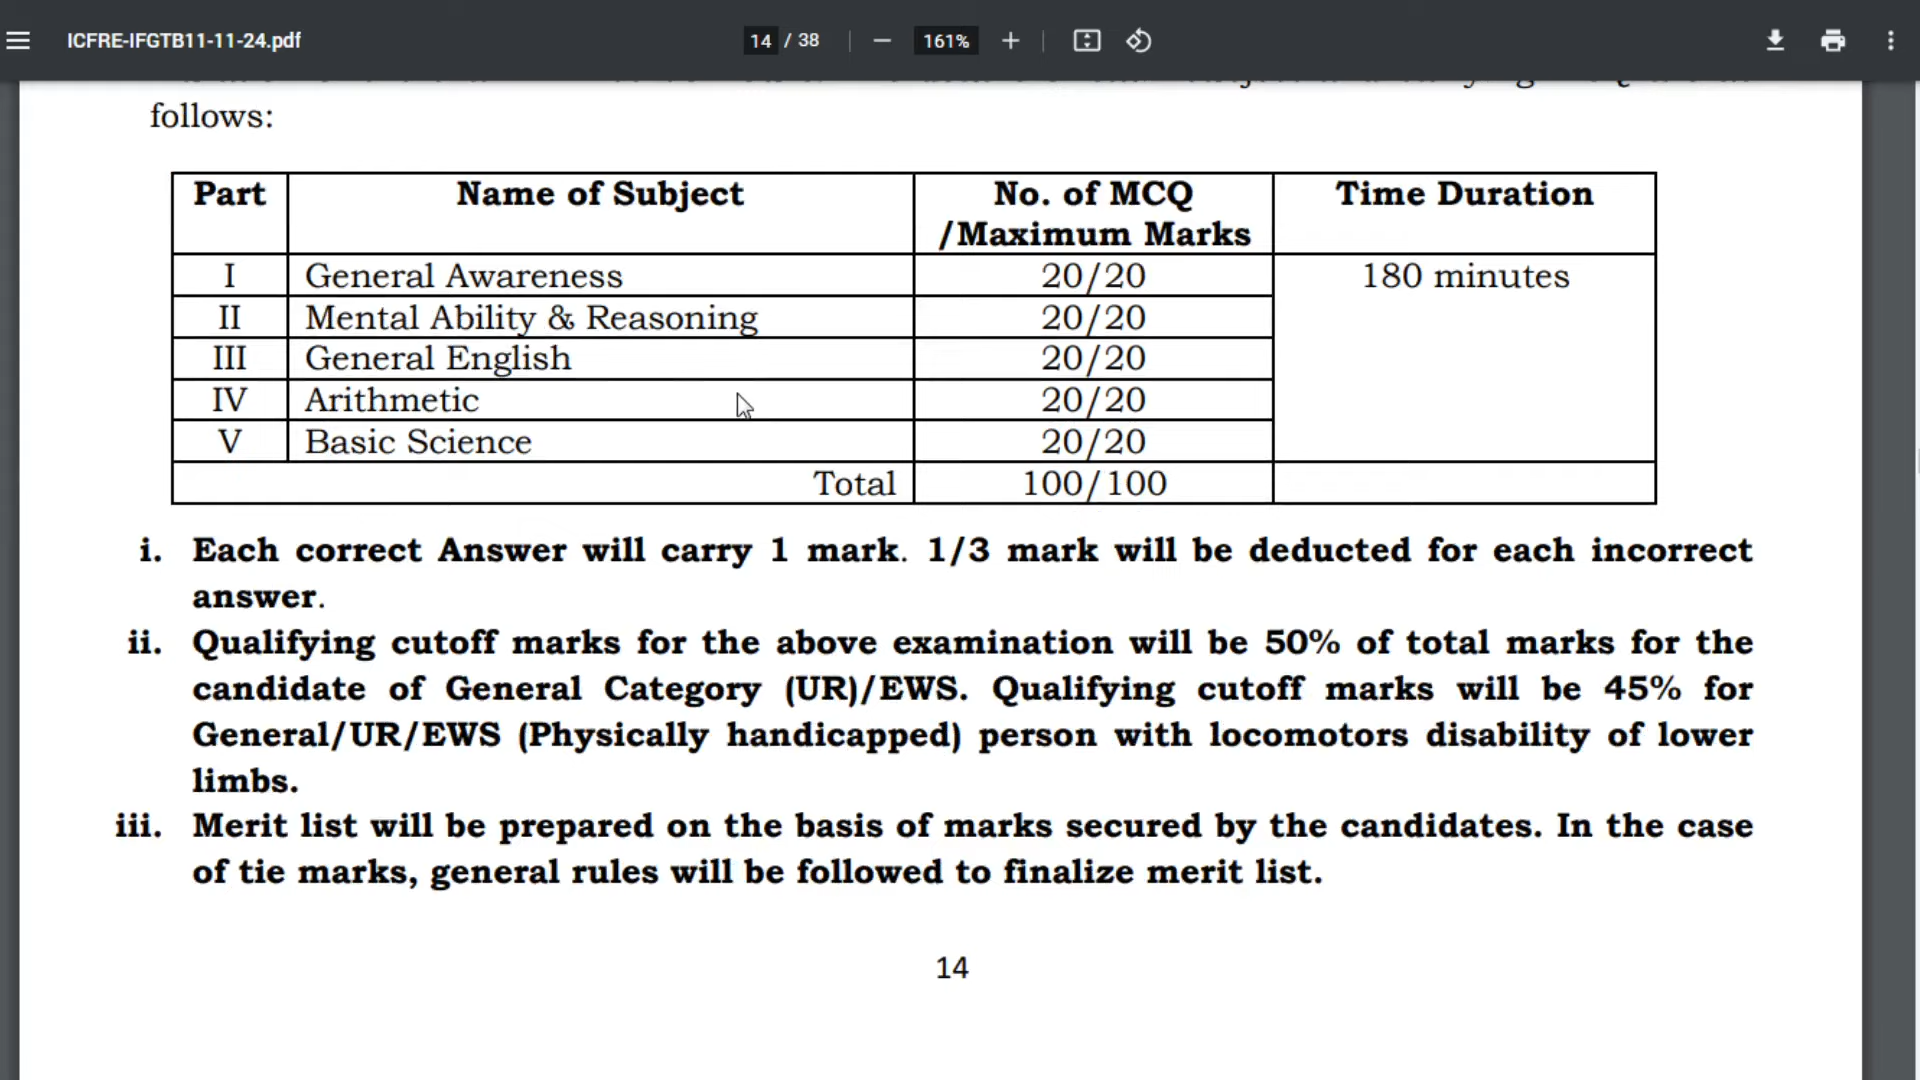 ICFRE-IFGTB11-11-24.pdf
14 / 38
161%
follows:
Part Name of Subject No. of MCQ /Maximum Marks Time Duration
I General Awareness 20/20 180 minutes
II Mental Ability & Reasoning 20/20
III General English 20/20
IV Arithmetic 20/20
V Basic Science 20/20
Total 100/100
i. Each correct Answer will carry 1 mark. 1/3 mark will be deducted for each incorrect
answer.
ii. Qualifying cutoff marks for the above examination will be 50% of total marks for the
candidate of General Category (UR)/EWS. Qualifying cutoff marks will be 45% for
General/UR/EWS (Physically handicapped) person with locomotors disability of lower
limbs.
iii. Merit list will be prepared on the basis of marks secured by the candidates. In the case
of tie marks, general rules will be followed to finalize merit list.
14